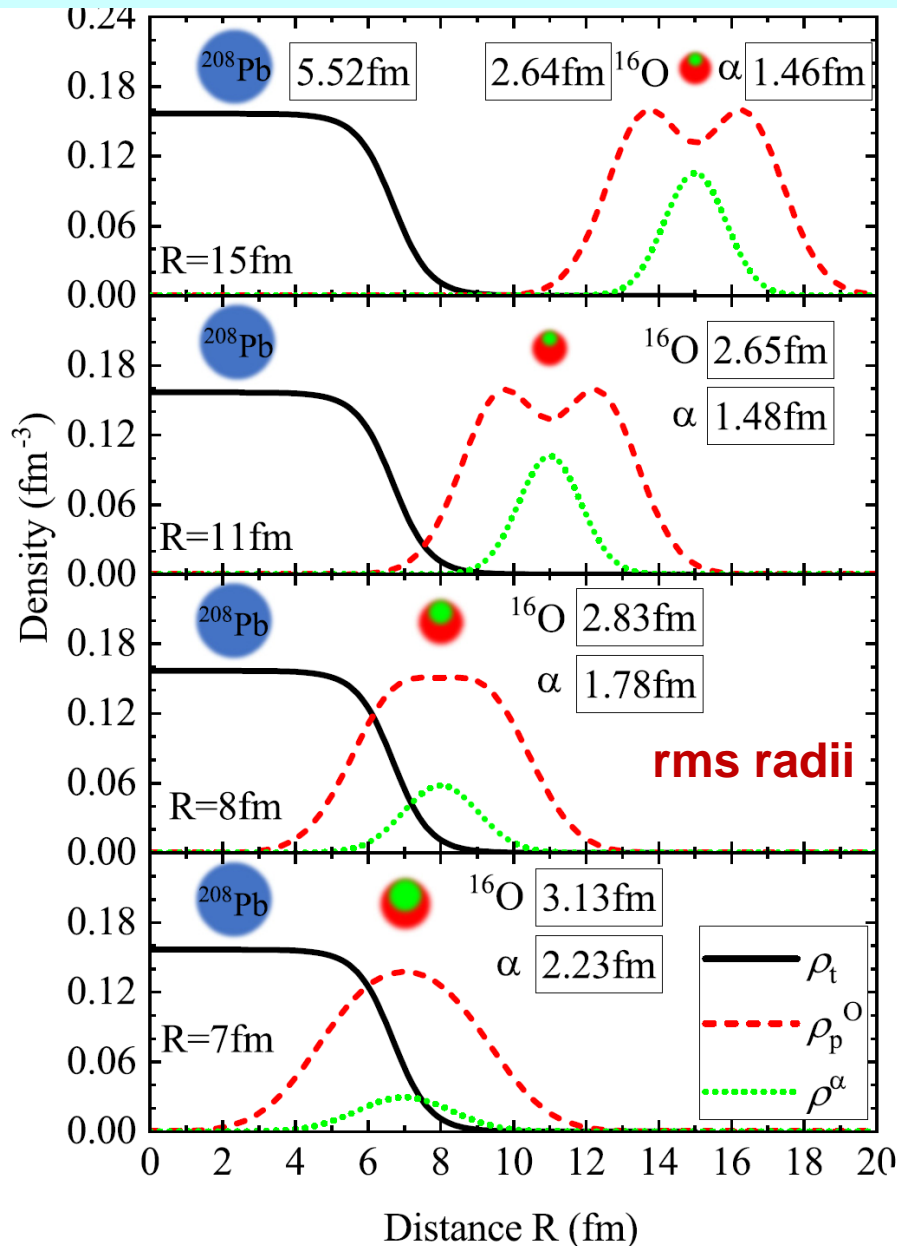 0.24
²⁰⁸Pb 5.52fm 2.64fm ¹⁶O α 1.46fm
0.18
0.12
0.06
R=15fm
0.00
²⁰⁸Pb ¹⁶O 2.65fm
0.18
α 1.48fm
0.12
0.06
R=11fm
0.00
²⁰⁸Pb ¹⁶O 2.83fm
0.18
α 1.78fm
0.12
rms radii
0.06
R=8fm
0.00
²⁰⁸Pb ¹⁶O 3.13fm
0.18
α 2.23fm
0.12
R=7fm
0.06
0.00
ρₜ
ρₚᴼ
ρᵅ
0 2 4 6 8 10 12 14 16 18 20
Distance R (fm)
Density (fm⁻³)